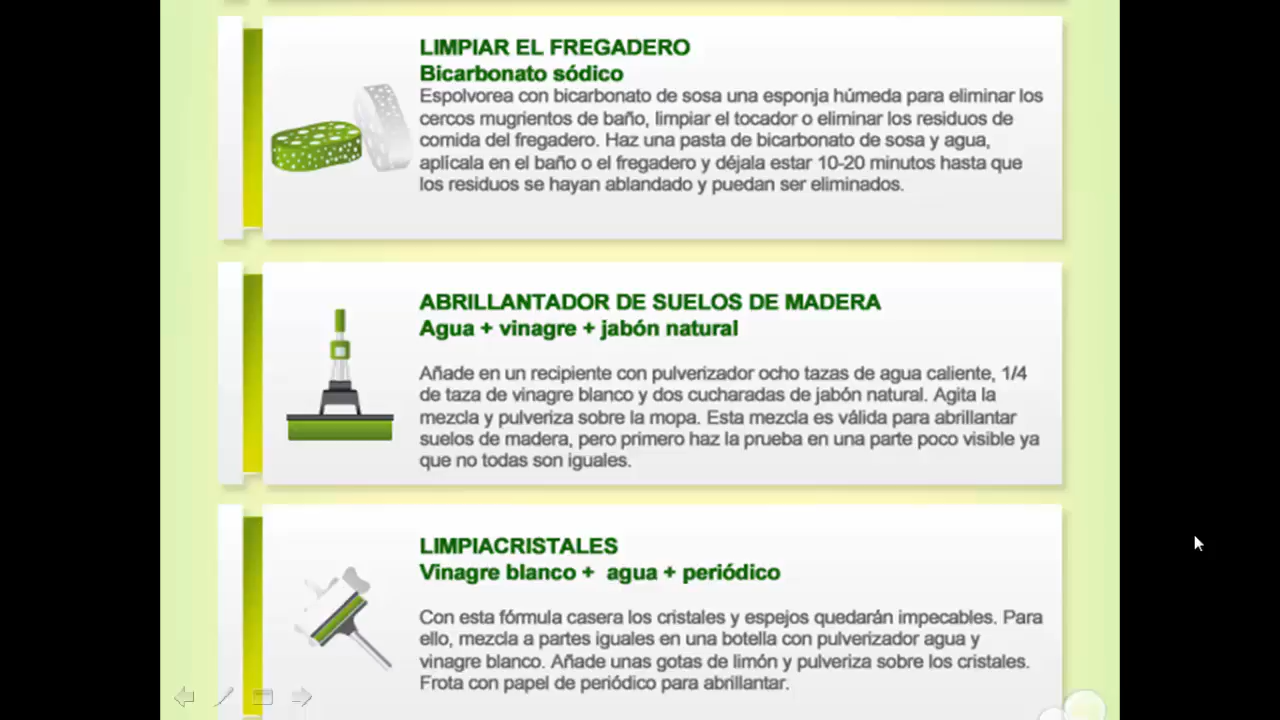 LIMPIAR EL FREGADERO
Bicarbonato sódico
Espolvorea con bicarbonato de sosa una esponja húmeda para eliminar los
cercos mugrientos de baño, limpiar el tocador o eliminar los residuos de
comida del fregadero. Haz una pasta de bicarbonato de sosa y agua,
aplícala en el baño o el fregadero y déjala estar 10-20 minutos hasta que
los residuos se hayan ablandado y puedan ser eliminados.
ABRILLANTADOR DE SUELOS DE MADERA
Agua + vinagre + jabón natural
Añade en un recipiente con pulverizador ocho tazas de agua caliente, 1/4
de taza de vinagre blanco y dos cucharadas de jabón natural. Agita la
mezcla y pulveriza sobre la mopa. Esta mezcla es válida para abrillantar
suelos de madera, pero primero haz la prueba en una parte poco visible ya
que no todas son iguales.
LIMPIACRISTALES
Vinagre blanco + agua + periódico
Con esta fórmula casera los cristales y espejos quedarán impecables. Para
ello, mezcla a partes iguales en una botella con pulverizador agua y
vinagre blanco. Añade unas gotas de limón y pulveriza sobre los cristales.
Frota con papel de periódico para abrillantar.